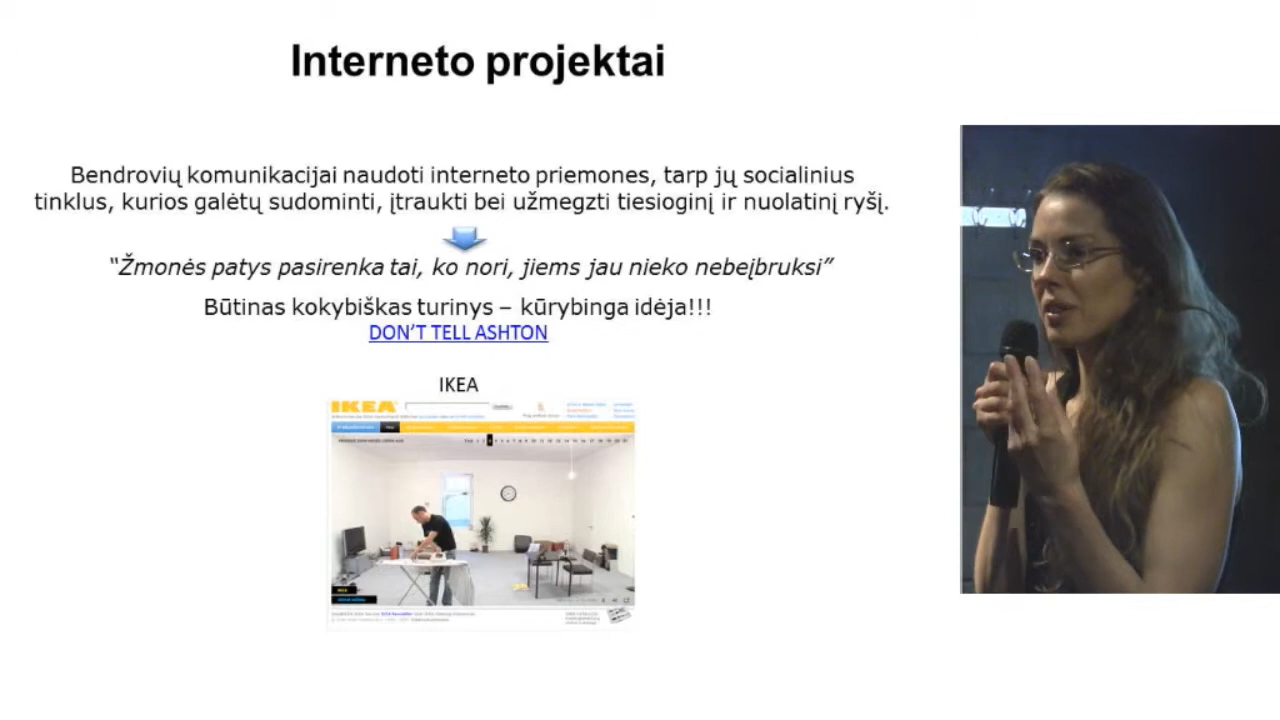 Interneto projektai
Bendrovių komunikacijai naudoti interneto priemones, tarp jų socialinius
tinklus, kurios galėtų sudominti, įtraukti bei užmegzti tiesioginį ir nuolatinį ryšį.
“Žmonės patys pasirenka tai, ko nori, jiems jau nieko nebeįbruksi”
Būtinas kokybiškas turinys – kūrybinga idėja!!!
DON’T TELL ASHTON
IKEA
IKEA